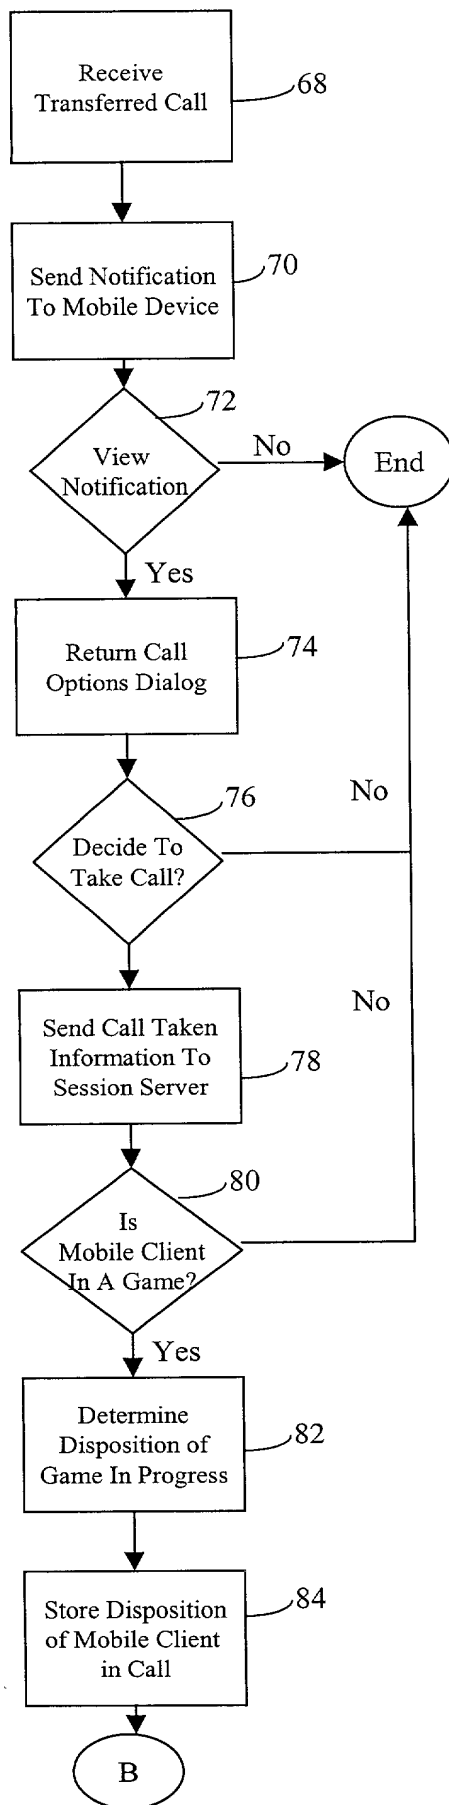 Receive
Transferred Call
68
Send Notification
To Mobile Device
70
72
View
Notification
No
End
Yes
Return Call
Options Dialog
74
76
No
Decide To
Take Call?
No
Send Call Taken
Information To
Session Server
78
80
Is
Mobile Client
In A Game?
Yes
Determine
Disposition of
Game In Progress
82
84
Store Disposition
of Mobile Client
in Call
B